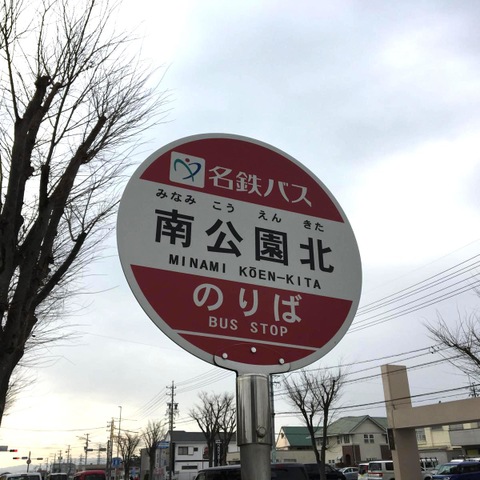 名鉄バス
みなみ こう えん きた
南公園北
MINAMI KŌEN-KITA
のりば
BUS STOP